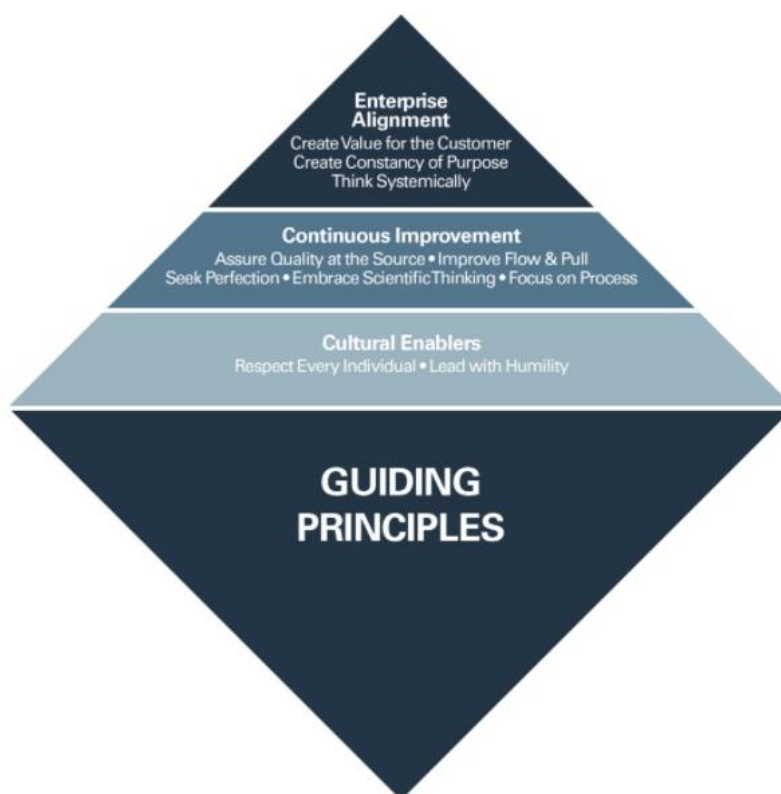 Enterprise
Alignment
Create Value for the Customer
Create Constancy of Purpose
Think Systemically
Continuous Improvement
Assure Quality at the Source • Improve Flow & Pull
Seek Perfection • Embrace Scientific Thinking • Focus on Process
Cultural Enablers
Respect Every Individual • Lead with Humility
GUIDING
PRINCIPLES